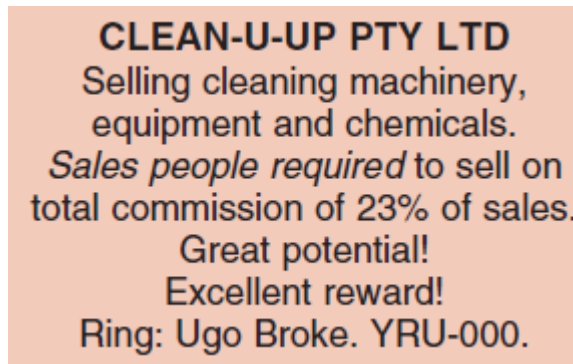 CLEAN-U-UP PTY LTD
Selling cleaning machinery,
equipment and chemicals.
Sales people required to sell on
total commission of 23% of sales.
Great potential!
Excellent reward!
Ring: Ugo Broke. YRU-000.